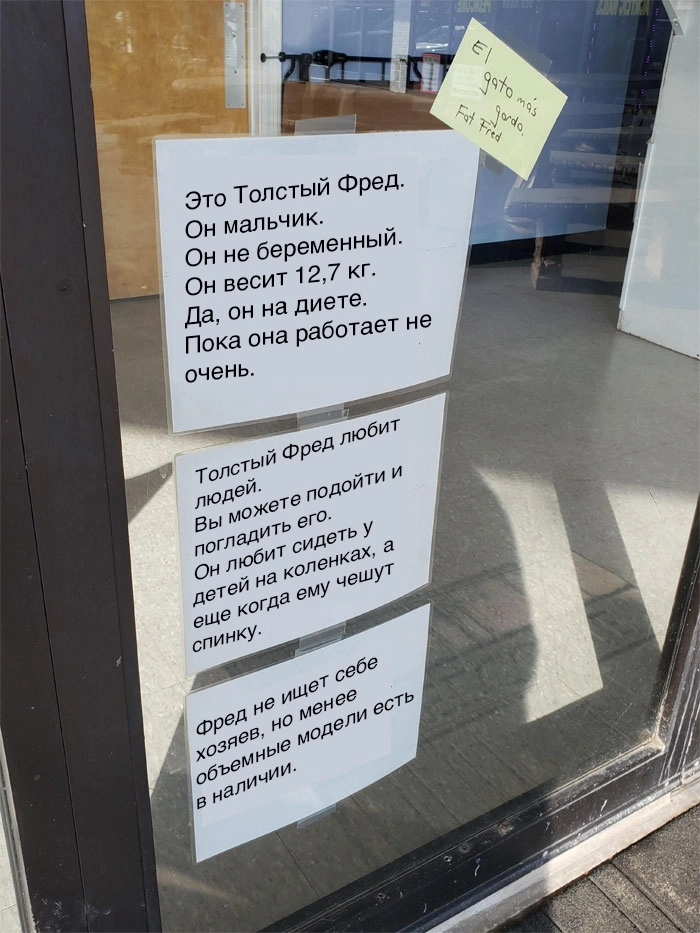 El
gato más
gordo.
Fat Fred
Это Толстый Фред.
Он мальчик.
Он не беременный.
Он весит 12,7 кг.
Да, он на диете.
Пока она работает не
очень.
Толстый Фред любит
людей.
Вы можете подойти и
погладить его.
Он любит сидеть у
детей на коленках, а
еще когда ему чешут
спинку.
Фред не ищет себе
хозяев, но менее
объемные модели есть
в наличии.